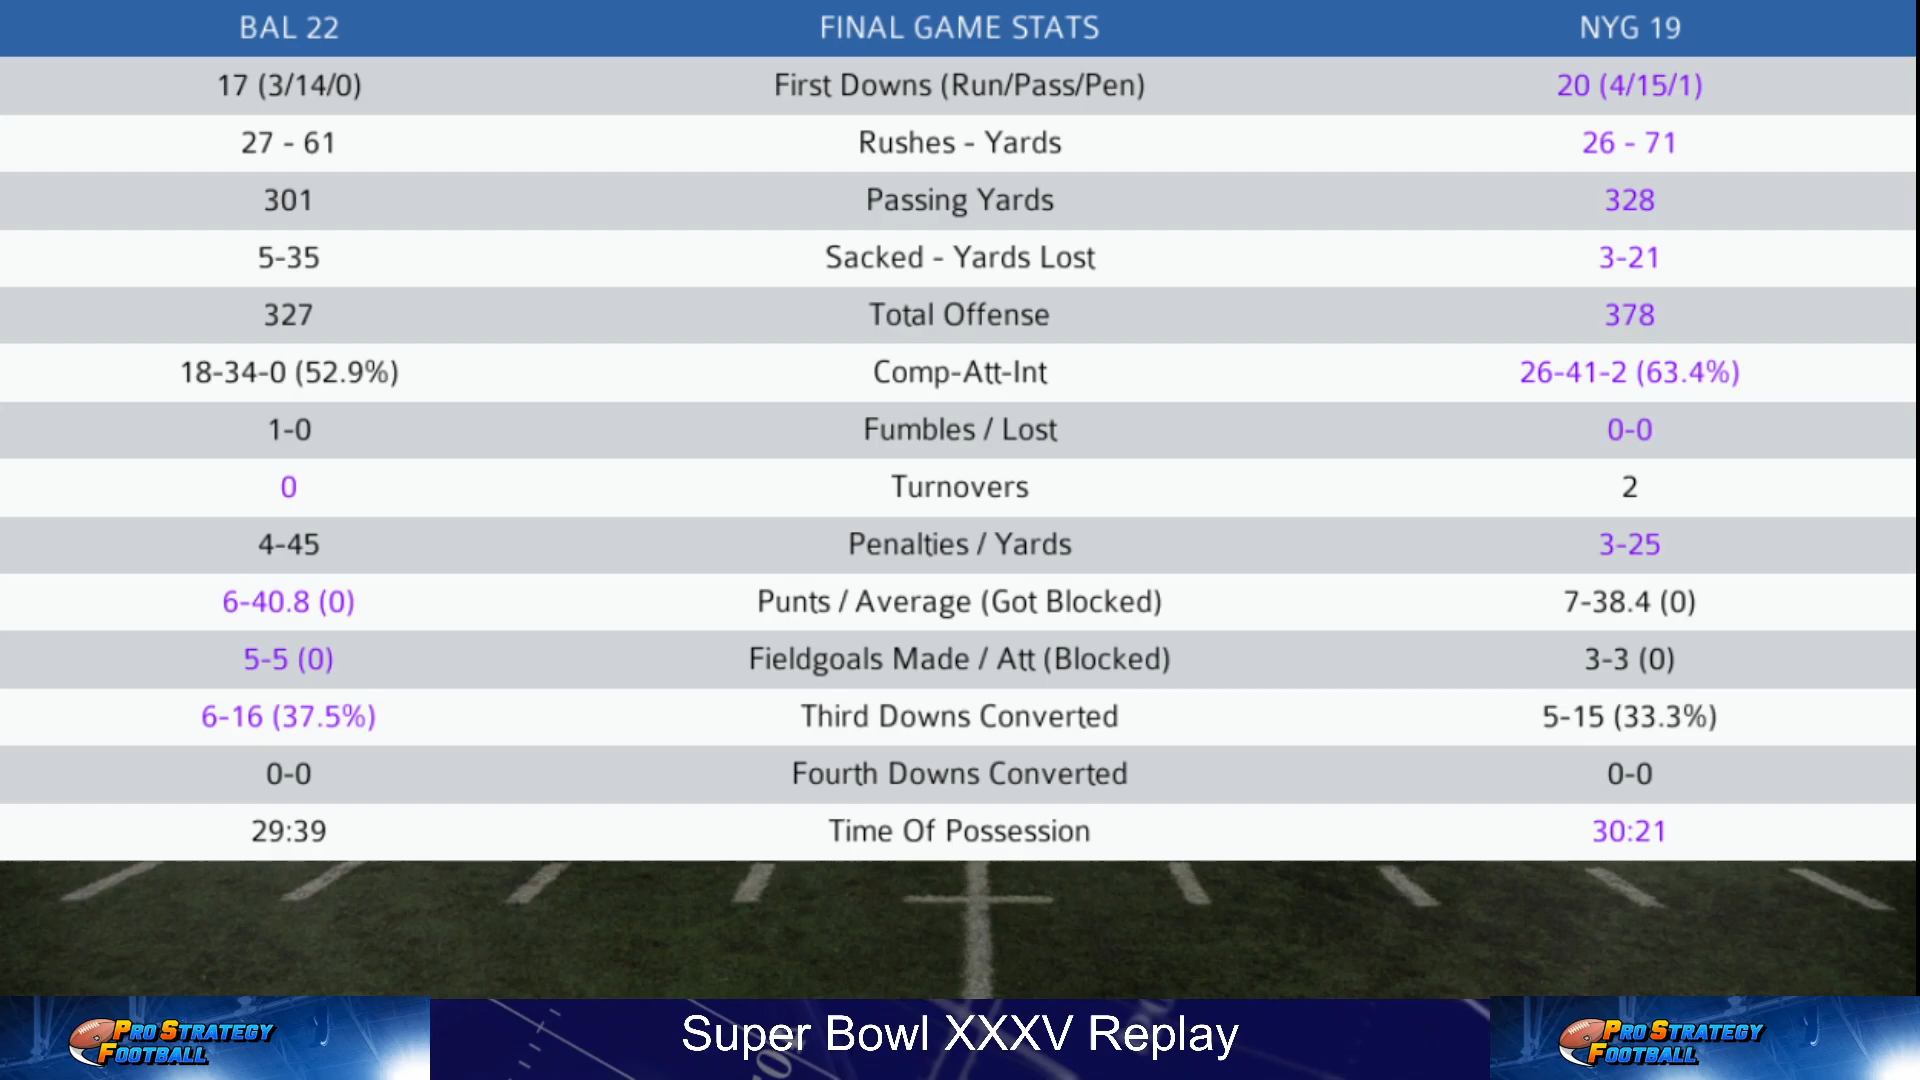 BAL 22 FINAL GAME STATS NYG 19
17 (3/14/0) First Downs (Run/Pass/Pen) 20 (4/15/1)
27 - 61 Rushes - Yards 26 - 71
301 Passing Yards 328
5-35 Sacked - Yards Lost 3-21
327 Total Offense 378
18-34-0 (52.9%) Comp-Att-Int 26-41-2 (63.4%)
1-0 Fumbles / Lost 0-0
0 Turnovers 2
4-45 Penalties / Yards 3-25
6-40.8 (0) Punts / Average (Got Blocked) 7-38.4 (0)
5-5 (0) Fieldgoals Made / Att (Blocked) 3-3 (0)
6-16 (37.5%) Third Downs Converted 5-15 (33.3%)
0-0 Fourth Downs Converted 0-0
29:39 Time Of Possession 30:21
PRO STRATEGY
FOOTBALL
Super Bowl XXXV Replay
PRO STRATEGY
FOOTBALL